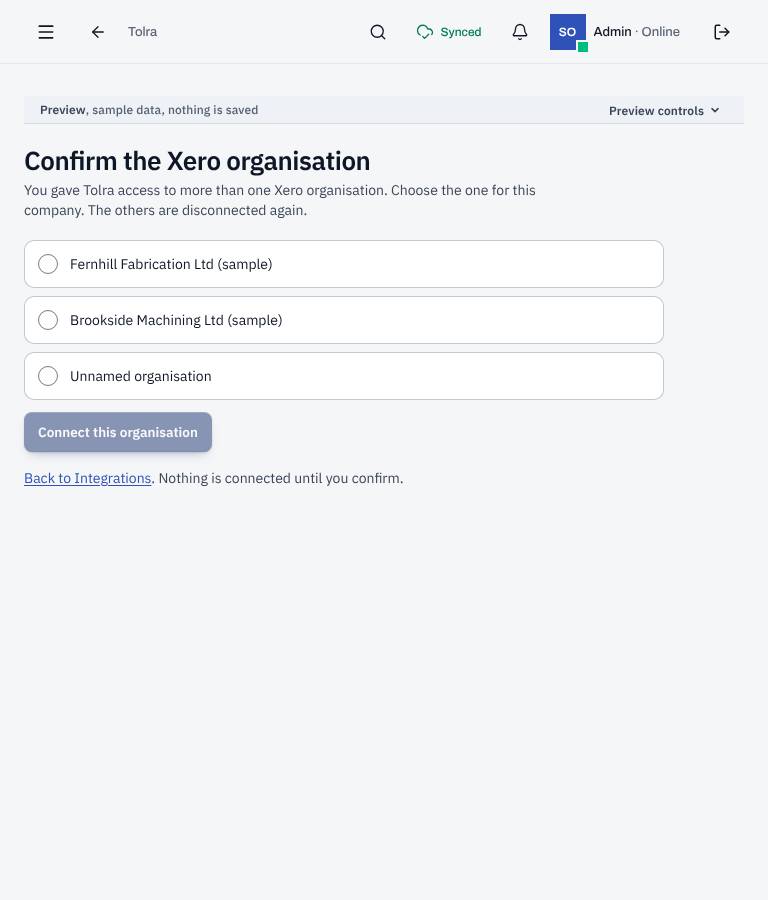 Tolra
Synced
SO
Admin · Online
Preview, sample data, nothing is saved
Preview controls
Confirm the Xero organisation
You gave Tolra access to more than one Xero organisation. Choose the one for this
company. The others are disconnected again.
Fernhill Fabrication Ltd (sample)
Brookside Machining Ltd (sample)
Unnamed organisation
Connect this organisation
Back to Integrations. Nothing is connected until you confirm.